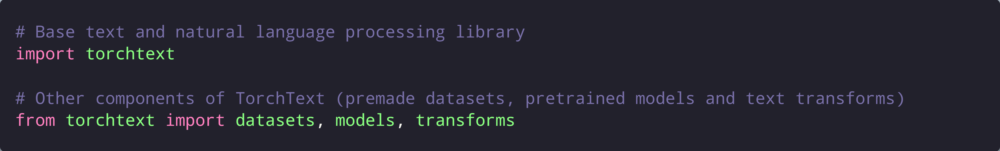 # Base text and natural language processing library
import torchtext
# Other components of TorchText (premade datasets, pretrained models and text transforms)
from torchtext import datasets, models, transforms